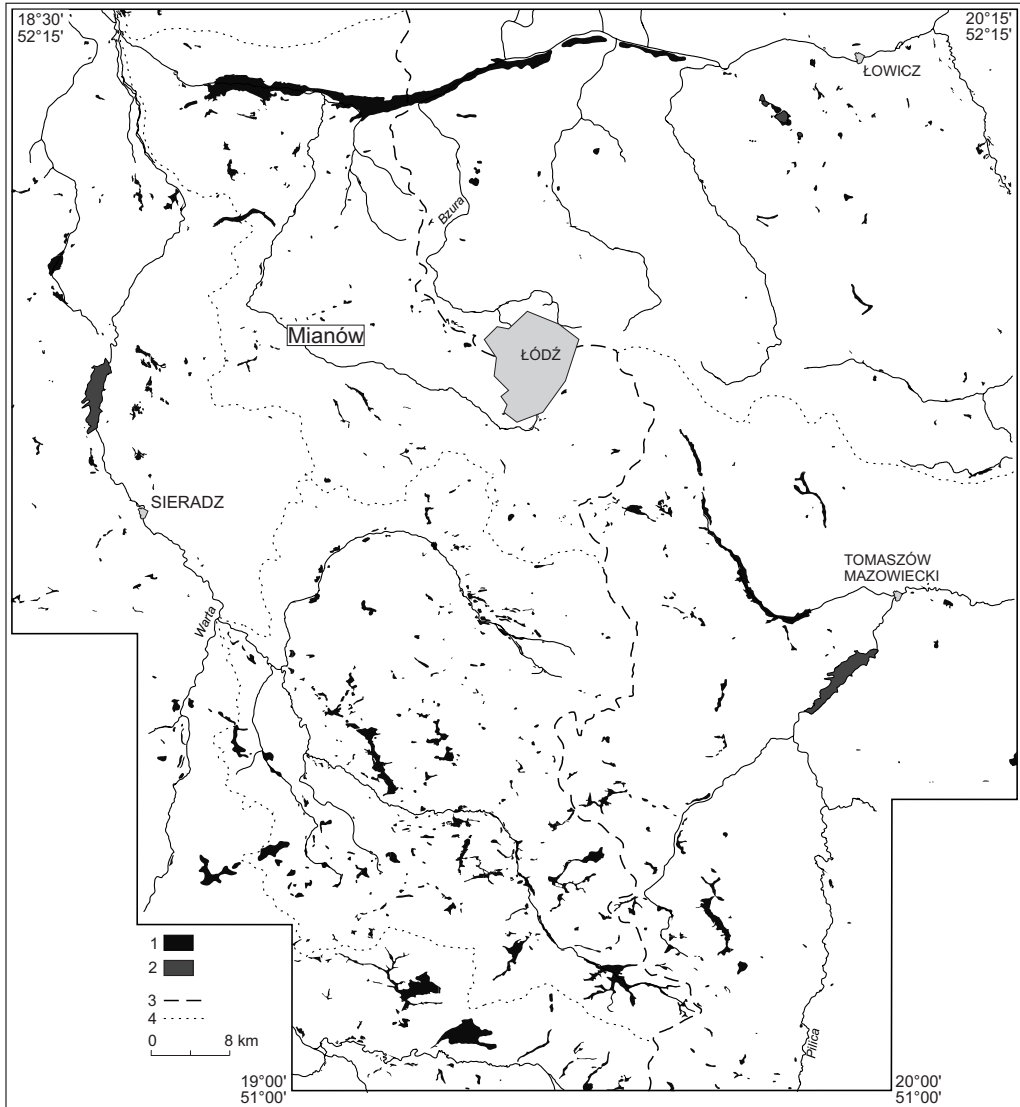 18°30'
52°15'
20°15'
52°15'
ŁOWICZ
Bzura
Mianów
ŁÓDŹ
SIERADZ
TOMASZÓW
MAZOWIECKI
Warta
1
2
3
4
0 8 km
Pilica
19°00'
51°00'
20°00'
51°00'